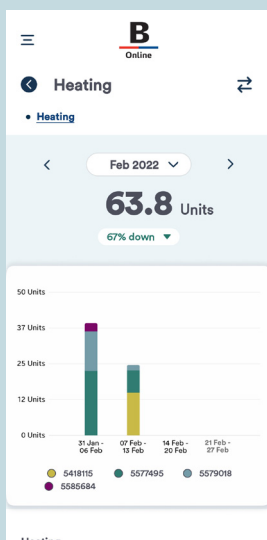 B
Online
Heating
Heating
Feb 2022
63.8 Units
67% down
50 Units
37 Units
25 Units
12 Units
0 Units
31 Jan - 06 Feb
07 Feb - 13 Feb
14 Feb - 20 Feb
21 Feb - 27 Feb
5418115
5577495
5579018
5585684
Heating